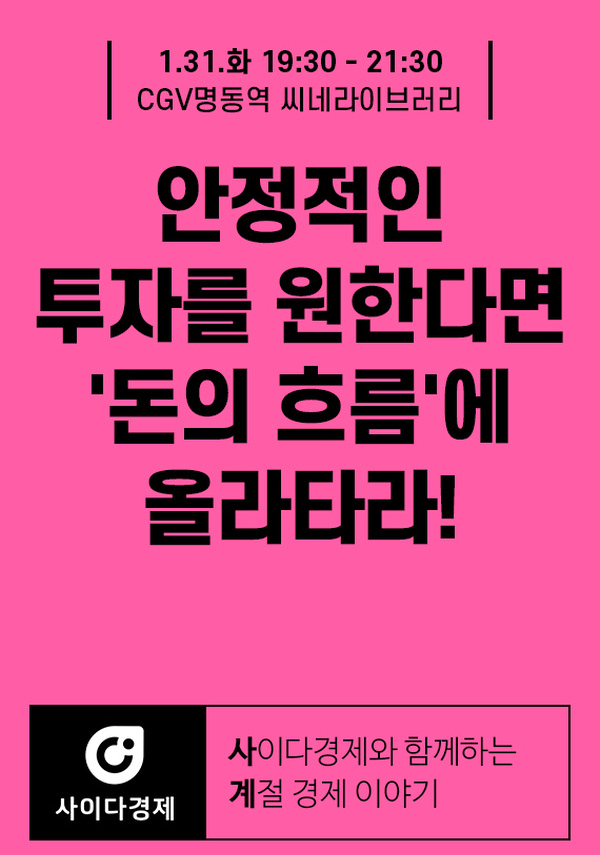 1.31.화 19:30 - 21:30
CGV명동역 씨네라이브러리
안정적인
투자를 원한다면
'돈의 흐름'에
올라타라!
사이다경제
사이다경제와 함께하는
계절 경제 이야기